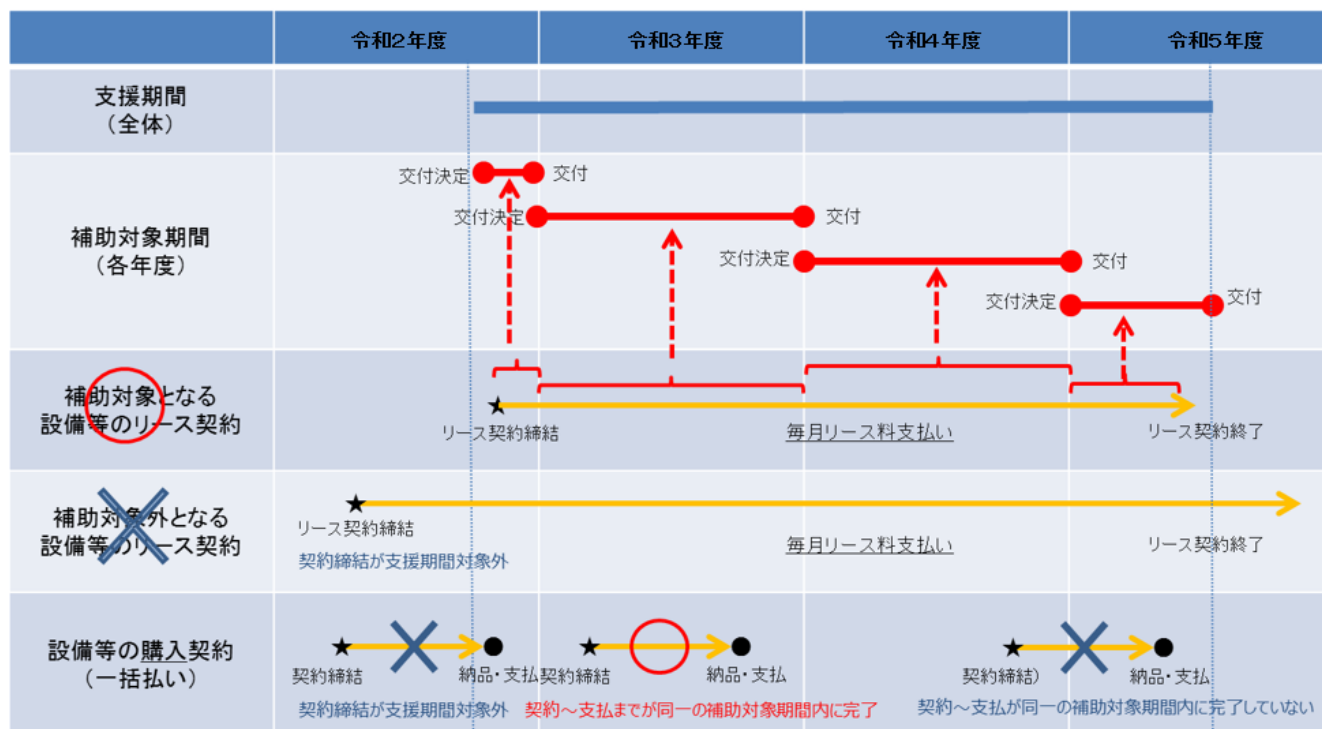 令和2年度 令和3年度 令和4年度 令和5年度
支援期間
（全体）
補助対象期間
（各年度）
交付決定 交付
交付決定 交付
交付決定 交付
交付決定 交付
補助対象となる
設備等のリース契約
リース契約締結 毎月リース料支払い リース契約終了
補助対象外となる
設備等のリース契約
リース契約締結
毎月リース料支払い リース契約終了
契約締結が支援期間対象外
設備等の購入契約
（一括払い）
契約締結 納品・支払 契約締結 納品・支払 契約締結） 納品・支払
契約締結が支援期間対象外 契約～支払までが同一の補助対象期間内に完了 契約～支払が同一の補助対象期間内に完了していない